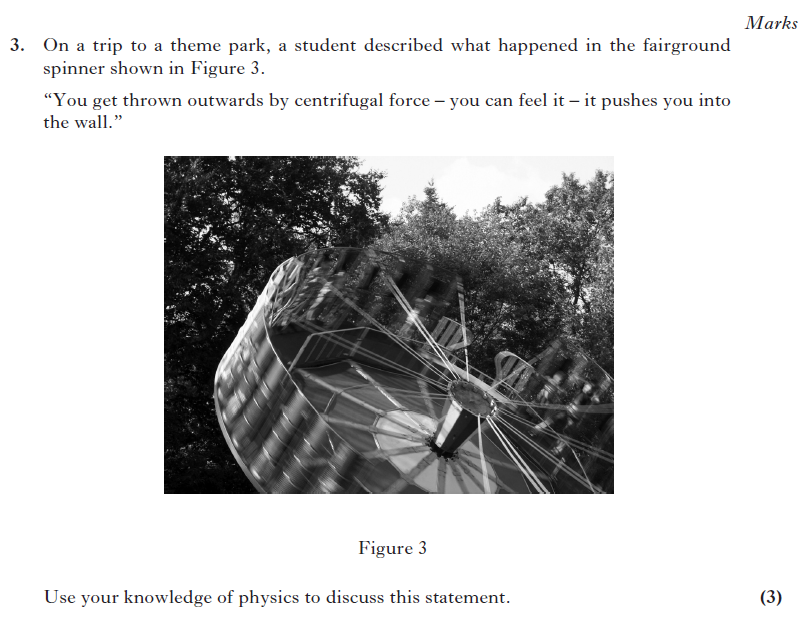 Marks
3. On a trip to a theme park, a student described what happened in the fairground
spinner shown in Figure 3.
“You get thrown outwards by centrifugal force – you can feel it – it pushes you into
the wall.”
Figure 3
Use your knowledge of physics to discuss this statement. (3)